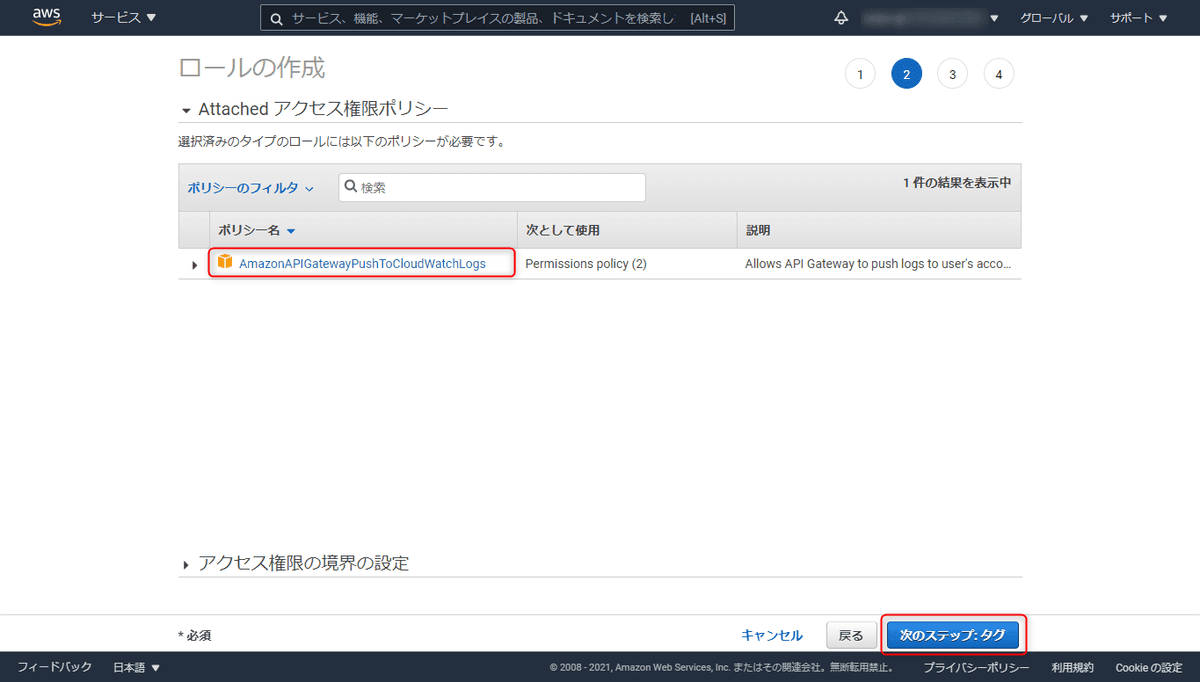 aws サービス サービス、機能、マーケットプレイスの製品、ドキュメントを検索し [Alt+S] グローバル サポート
ロールの作成 1 2 3 4
Attached アクセス権限ポリシー
選択済みのタイプのロールには以下のポリシーが必要です。
ポリシーのフィルタ 検索 1 件の結果を表示中
ポリシー名 次として使用 説明
AmazonAPIGatewayPushToCloudWatchLogs Permissions policy (2) Allows API Gateway to push logs to user's acco...
アクセス権限の境界の設定
* 必須 キャンセル 戻る 次のステップ: タグ
フィードバック 日本語 © 2008 - 2021, Amazon Web Services, Inc. またはその関連会社。無断転用禁止。 プライバシーポリシー 利用規約 Cookie の設定